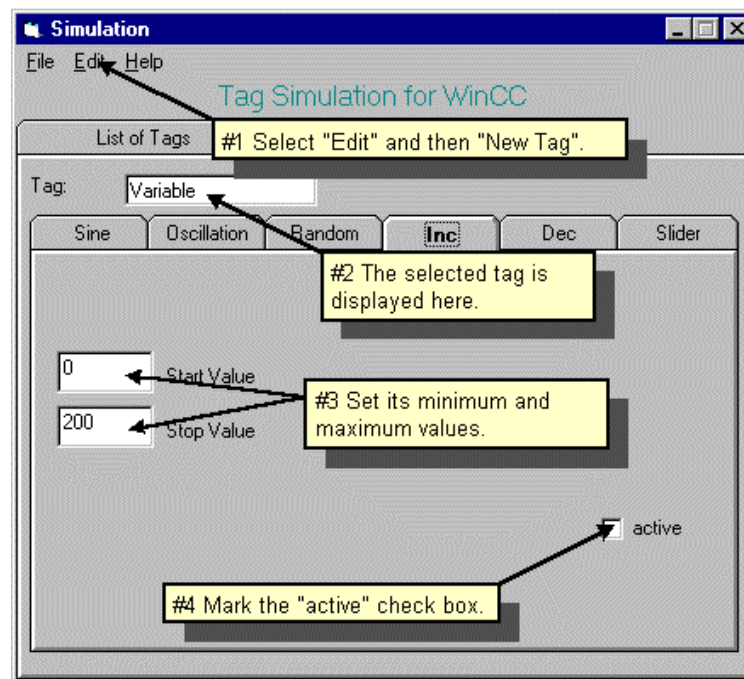 Simulation
File Edit Help
Tag Simulation for WinCC
#1 Select "Edit" and then "New Tag".
List of Tags
Tag: Variable
Sine Oscillation Random Inc Dec Slider
#2 The selected tag is
displayed here.
0 Start Value
#3 Set its minimum and
maximum values.
200 Stop Value
active
#4 Mark the "active" check box.